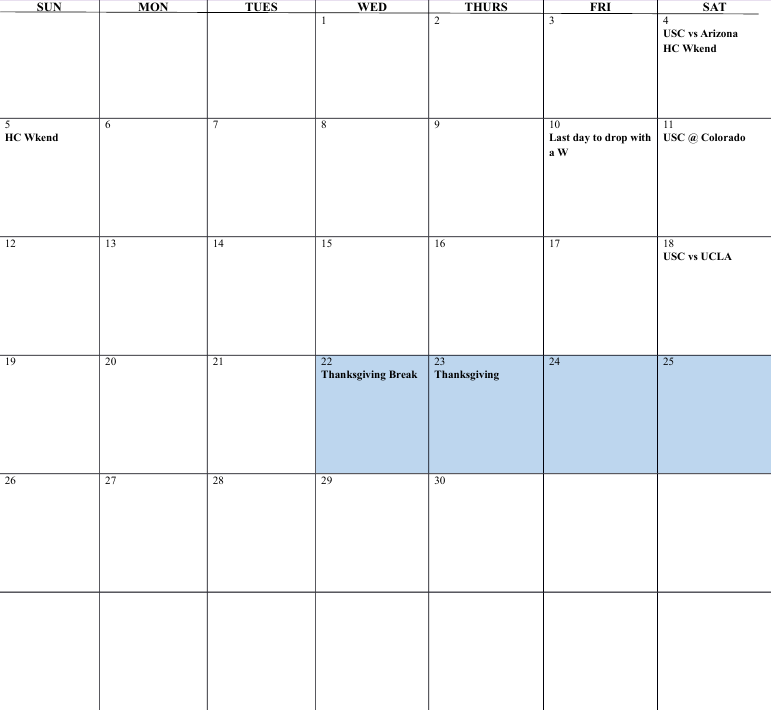 SUN MON TUES WED THURS FRI SAT
1 2 3 4
USC vs Arizona
HC Wkend
5 6 7 8 9 10 11
HC Wkend Last day to drop with USC @ Colorado
a W
12 13 14 15 16 17 18
USC vs UCLA
19 20 21 22 23 24 25
Thanksgiving Break Thanksgiving
26 27 28 29 30